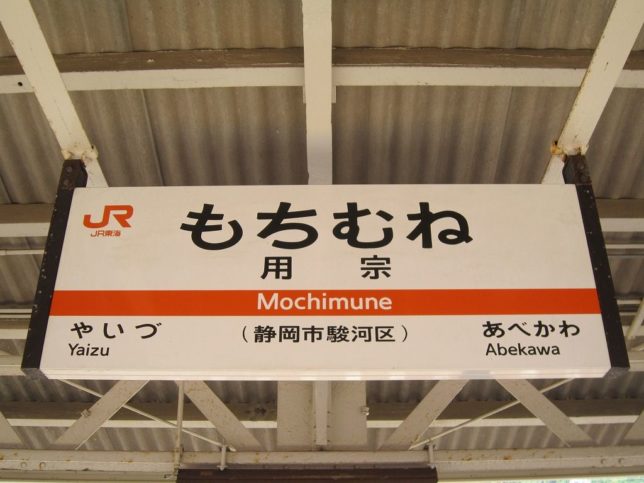 JR
JR東海
もちむね
用宗
Mochimune
やいづ
Yaizu
（静岡市駿河区）
あべかわ
Abekawa